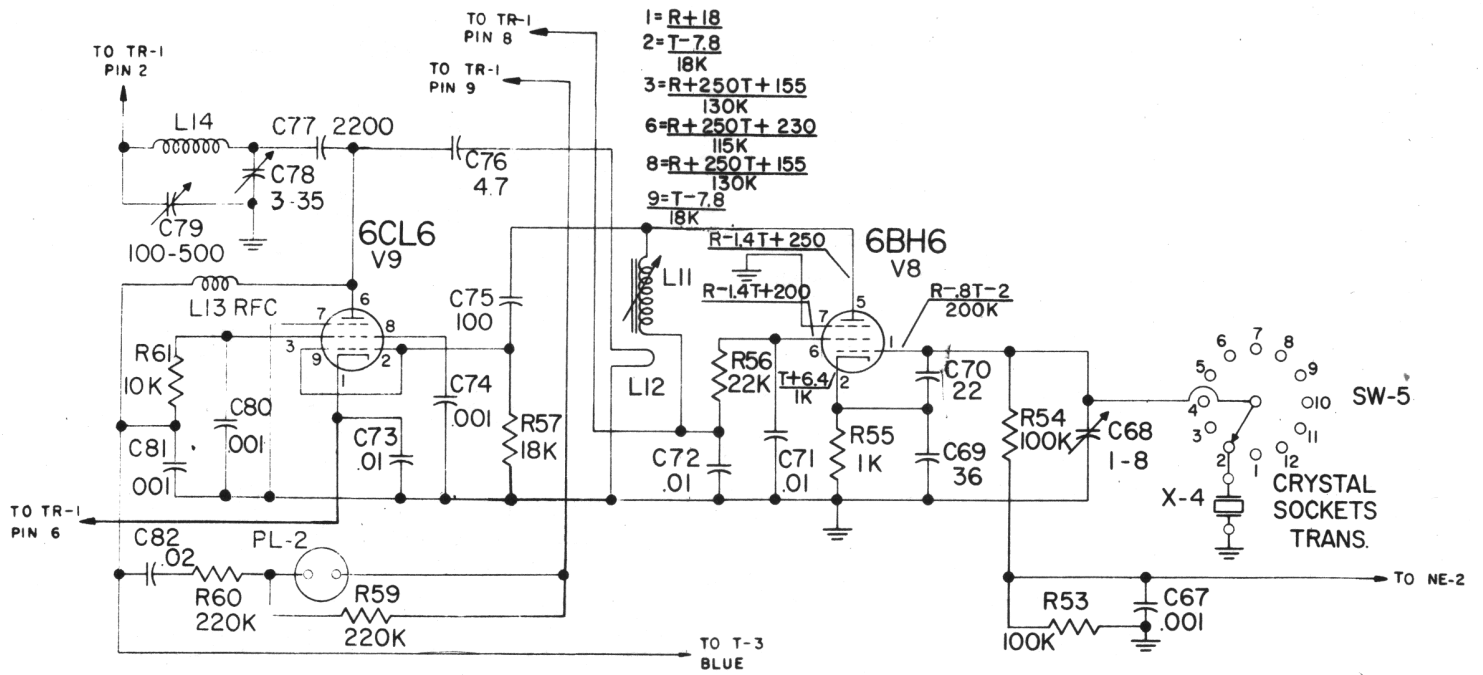 TO TR-1
PIN 2
TO TR-1
PIN 8
TO TR-1
PIN 9
1= R+18
2= T-7.8
18K
3= R+250T+155
130K
6= R+250T+230
115K
8= R+250T+155
130K
9= T-7.8
18K
L14
C77 2200
C78
3-35
C76
4.7
C79
100-500
6CL6
V9
L13 RFC
6
7
8
3
9
2
1
C75
100
R61
10K
C80
.001
C81
001
C74
.001
C73
.01
R57
18K
L11
L12
R-1.4T+250
6BH6
V8
R-1.4T+200
R-.8T-2
200K
5
7
6
1
2
T+6.4
1K
R56
22K
C72
.01
C71
.01
R55
1K
C70
22
C69
36
R54
100K
C68
1-8
SW-5
1
2
3
4
5
6
7
8
9
10
11
12
X-4
CRYSTAL
SOCKETS
TRANS.
TO TR-1
PIN 6
C82
.02
PL-2
R60
220K
R59
220K
TO T-3
BLUE
R53
100K
C67
.001
TO NE-2